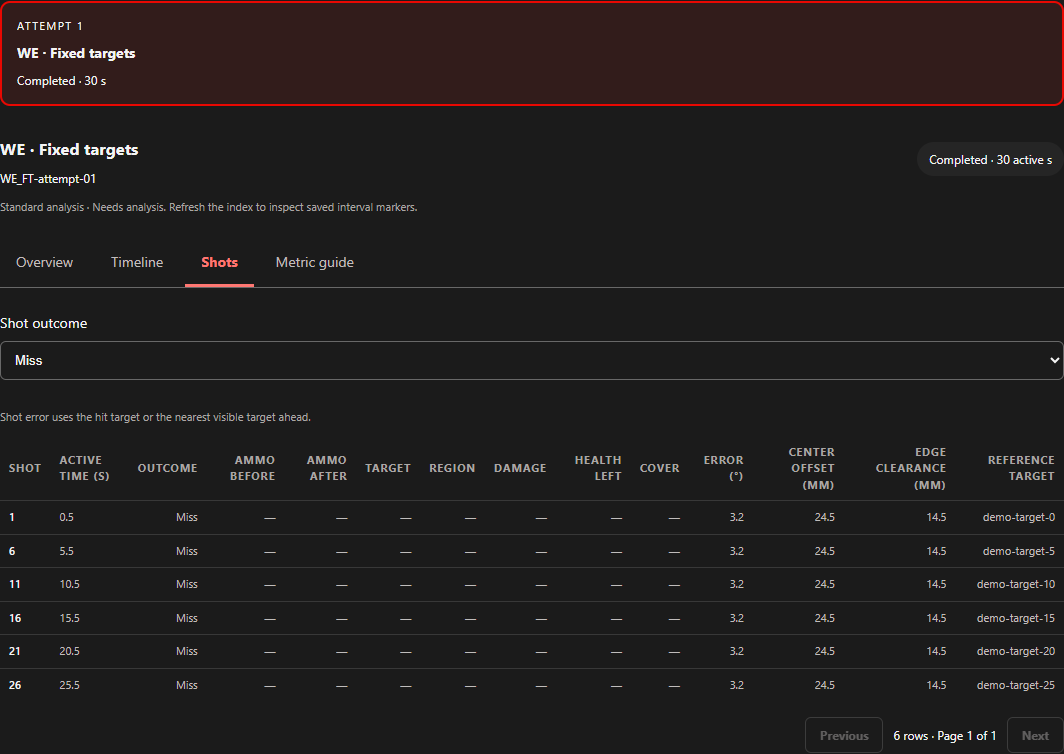 ATTEMPT 1
WE · Fixed targets
Completed · 30 s
WE · Fixed targets
Completed · 30 active s
WE_FT-attempt-01
Standard analysis · Needs analysis. Refresh the index to inspect saved interval markers.
Overview Timeline Shots Metric guide
Shot outcome
Miss
Shot error uses the hit target or the nearest visible target ahead.
SHOT ACTIVE TIME (S) OUTCOME AMMO BEFORE AMMO AFTER TARGET REGION DAMAGE HEALTH LEFT COVER ERROR (°) CENTER OFFSET (MM) EDGE CLEARANCE (MM) REFERENCE TARGET
1 0.5 Miss — — — — — — — 3.2 24.5 14.5 demo-target-0
6 5.5 Miss — — — — — — — 3.2 24.5 14.5 demo-target-5
11 10.5 Miss — — — — — — — 3.2 24.5 14.5 demo-target-10
16 15.5 Miss — — — — — — — 3.2 24.5 14.5 demo-target-15
21 20.5 Miss — — — — — — — 3.2 24.5 14.5 demo-target-20
26 25.5 Miss — — — — — — — 3.2 24.5 14.5 demo-target-25
Previous 6 rows · Page 1 of 1 Next